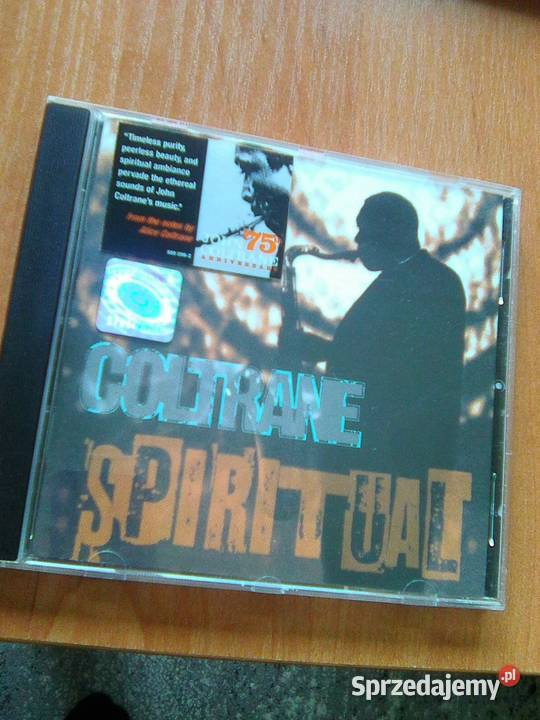 "Timeless purity,
peerless beauty, and
spiritual ambiance
pervade the ethereal
sounds of John
Coltrane's music."
From the notes by
Alice Coltrane
'75'
ANNIVERSARY
COLTRANE
SPIRITUAL
Sprzedajemy.pl